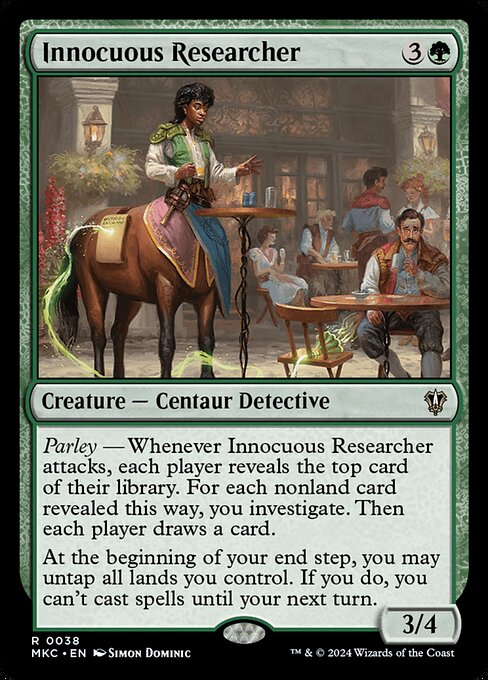 Innocuous Researcher 3
Creature — Centaur Detective
Parley —Whenever Innocuous Researcher
attacks, each player reveals the top card
of their library. For each nonland card
revealed this way, you investigate. Then
each player draws a card.
At the beginning of your end step, you may
untap all lands you control. If you do, you
can't cast spells until your next turn.
3/4
R 0038
MKC • EN Simon Dominic
™ & © 2024 Wizards of the Coast